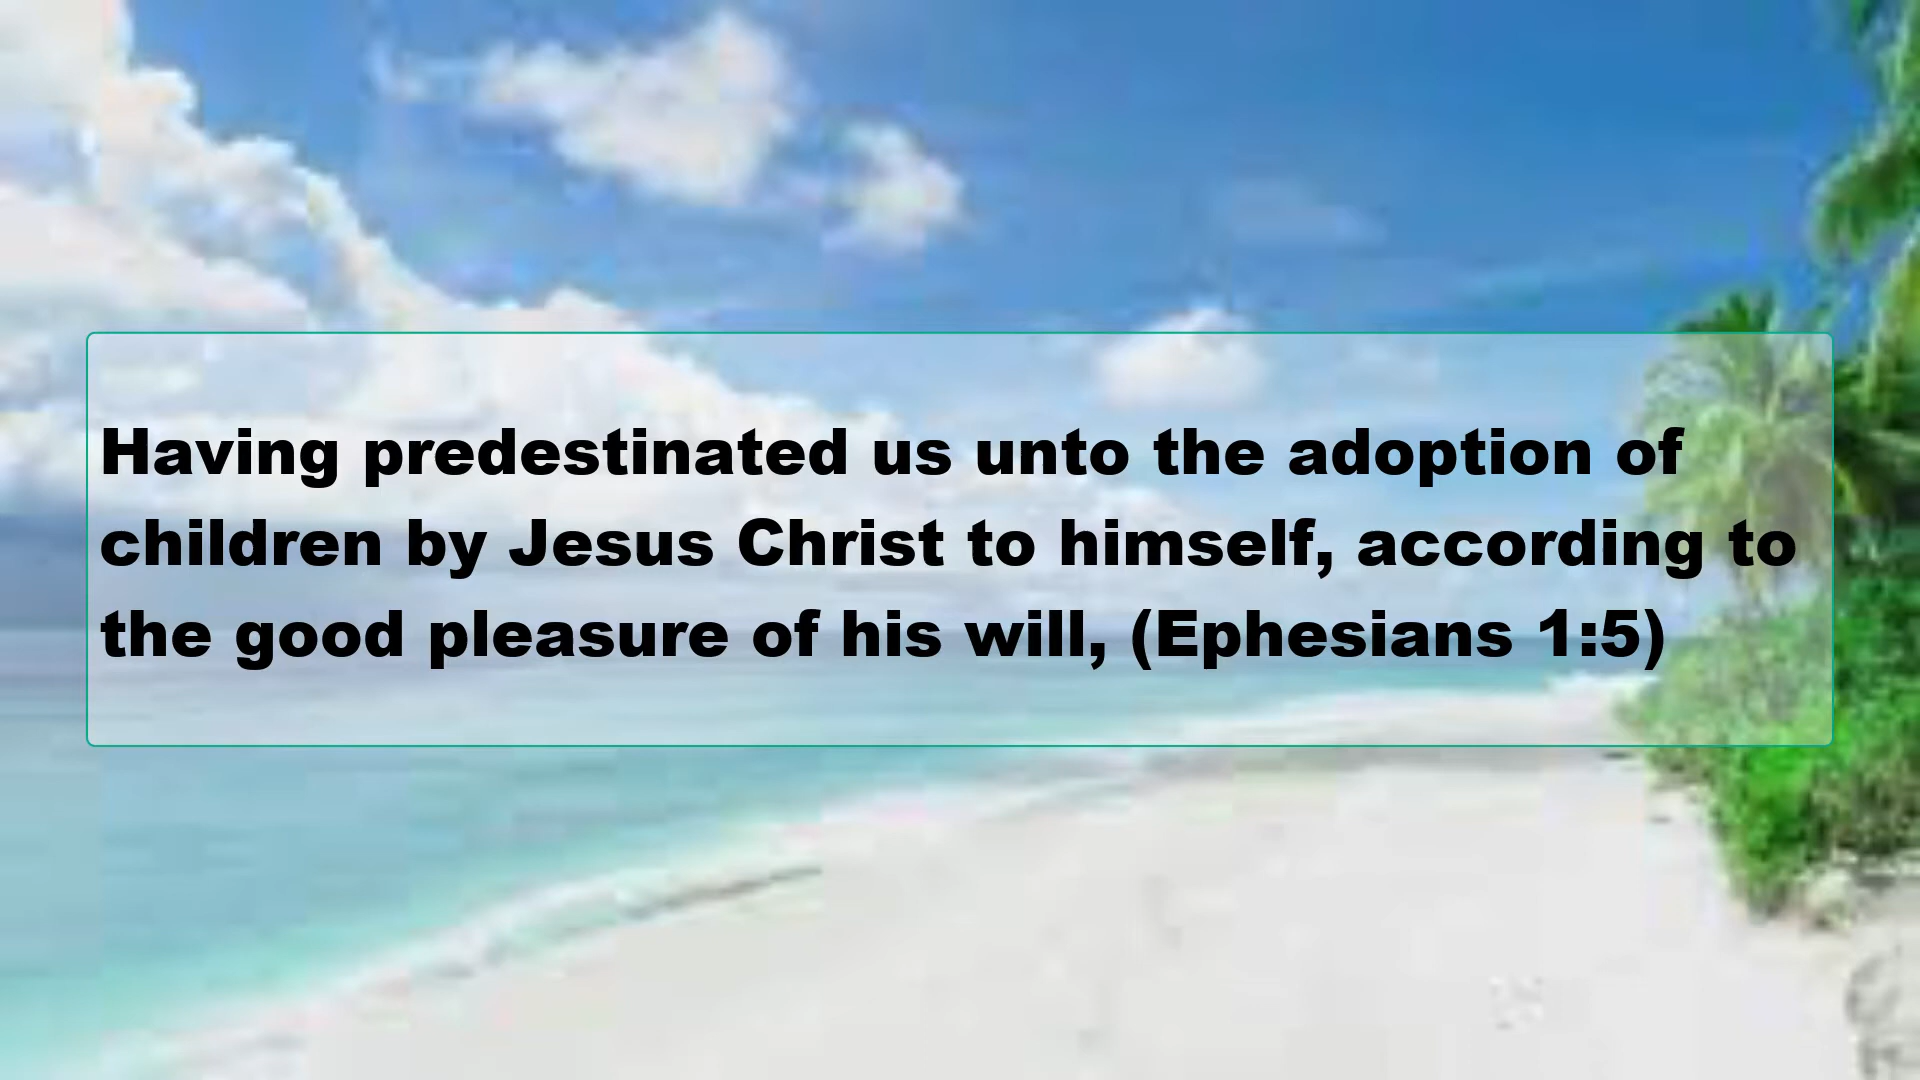 Having predestinated us unto the adoption of
children by Jesus Christ to himself, according to
the good pleasure of his will, (Ephesians 1:5)